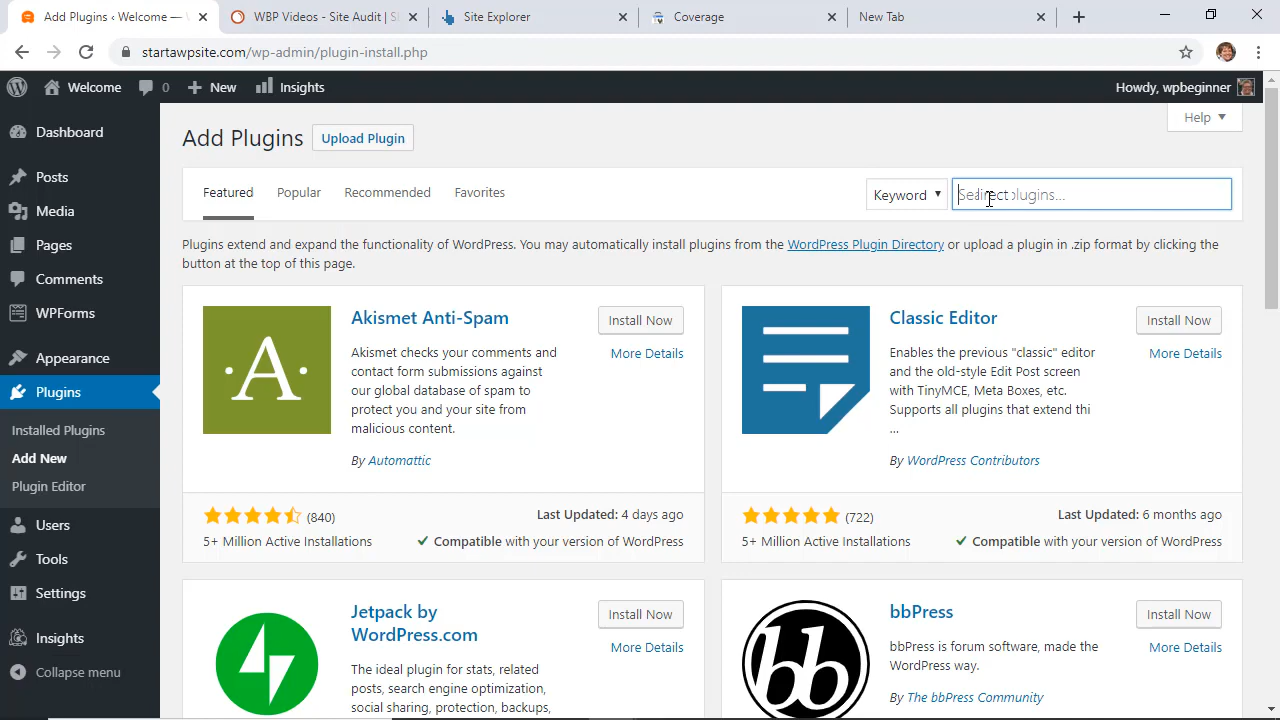 Add Plugins ‹ Welcome —
WBP Videos - Site Audit |
Site Explorer
Coverage
New Tab
startawpsite.com/wp-admin/plugin-install.php
Welcome
0
New
Insights
Howdy, wpbeginner
Dashboard
Posts
Media
Pages
Comments
WPForms
Appearance
Plugins
Installed Plugins
Add New
Plugin Editor
Users
Tools
Settings
Insights
Collapse menu
Help
Add Plugins
Upload Plugin
Featured
Popular
Recommended
Favorites
Keyword
plugins...
Plugins extend and expand the functionality of WordPress. You may automatically install plugins from the WordPress Plugin Directory or upload a plugin in .zip format by clicking the
button at the top of this page.
Akismet Anti-Spam
Install Now
More Details
Akismet checks your comments and
contact form submissions against
our global database of spam to
protect you and your site from
malicious content.
By Automattic
(840)
Last Updated: 4 days ago
5+ Million Active Installations
Compatible with your version of WordPress
Classic Editor
Install Now
More Details
Enables the previous "classic" editor
and the old-style Edit Post screen
with TinyMCE, Meta Boxes, etc.
Supports all plugins that extend thi
...
By WordPress Contributors
(722)
Last Updated: 6 months ago
5+ Million Active Installations
Compatible with your version of WordPress
Jetpack by
WordPress.com
Install Now
More Details
The ideal plugin for stats, related
posts, search engine optimization,
social sharing, protection, backups,
bb
bbPress
Install Now
More Details
bbPress is forum software, made the
WordPress way.
By The bbPress Community